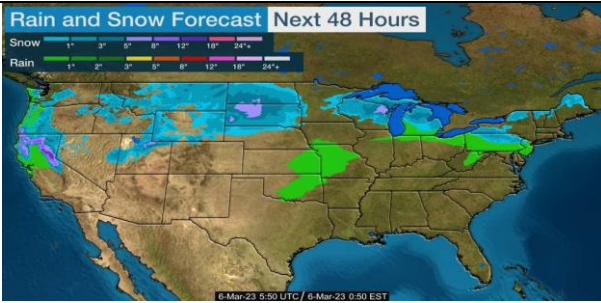 Rain and Snow Forecast Next 48 Hours
Snow
1" 3" 5" 8" 12" 18" 24"+
Rain
1" 2" 3" 5" 8" 12" 18" 24"+
6-Mar-23 5:50 UTC / 6-Mar-23 0:50 EST